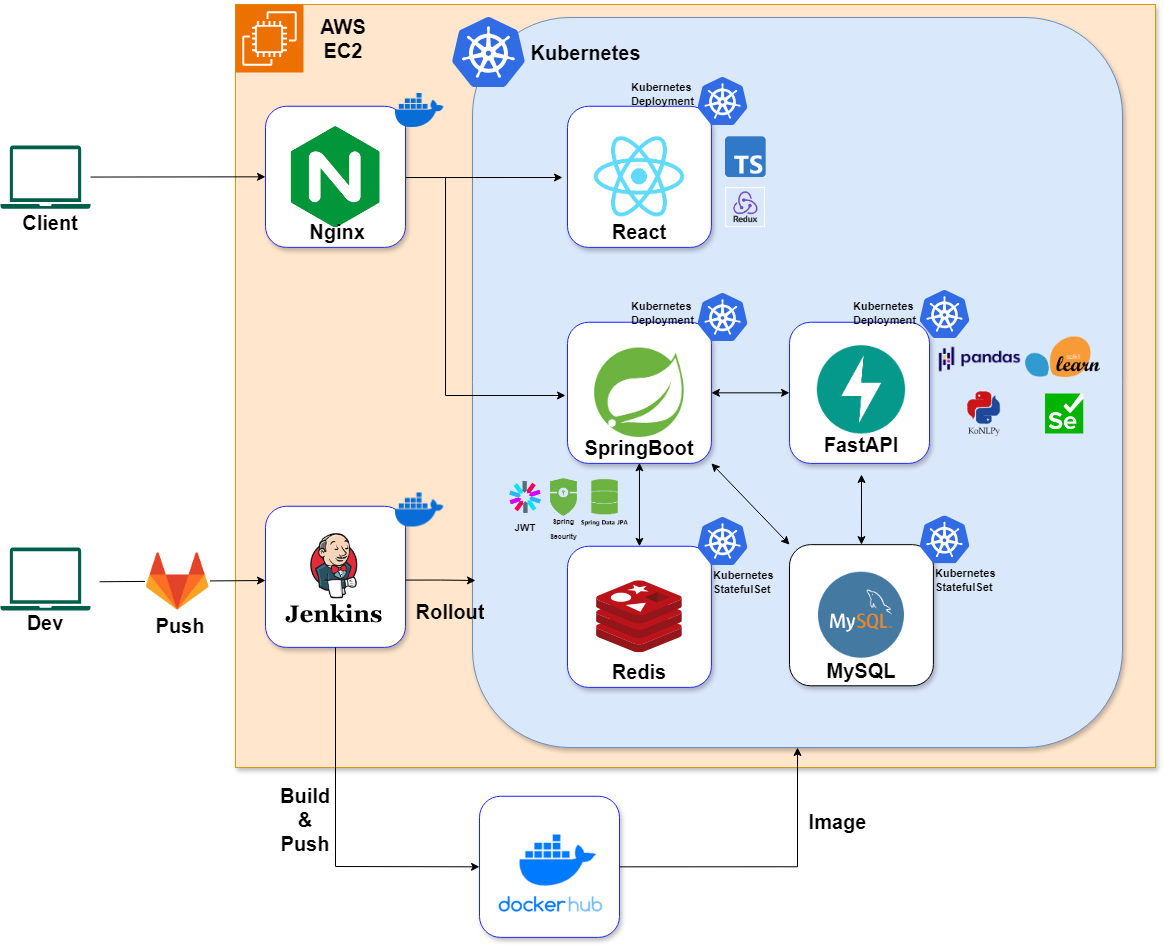 AWS
EC2
Kubernetes
Kubernetes
Deployment
TS
Redux
Client
Nginx
React
Kubernetes
Deployment
Kubernetes
Deployment
pandas
scikit
learn
KoNLPy
Se
SpringBoot
FastAPI
JWT
Spring
Security
Spring Data JPA
Kubernetes
StatefulSet
Kubernetes
StatefulSet
Dev
Push
Jenkins
Rollout
Redis
MySQL
MySQL
Build
&
Push
Image
docker hub